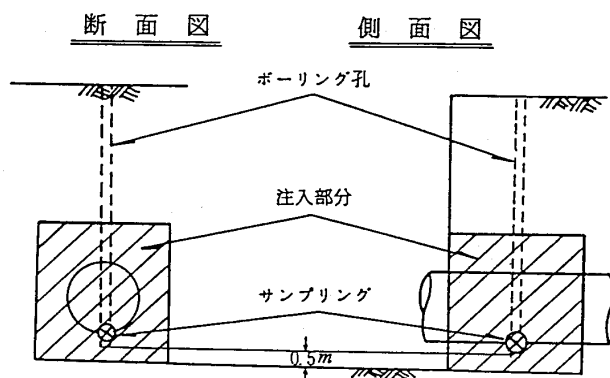 断面図
側面図
ボーリング孔
注入部分
サンプリング
0.5m